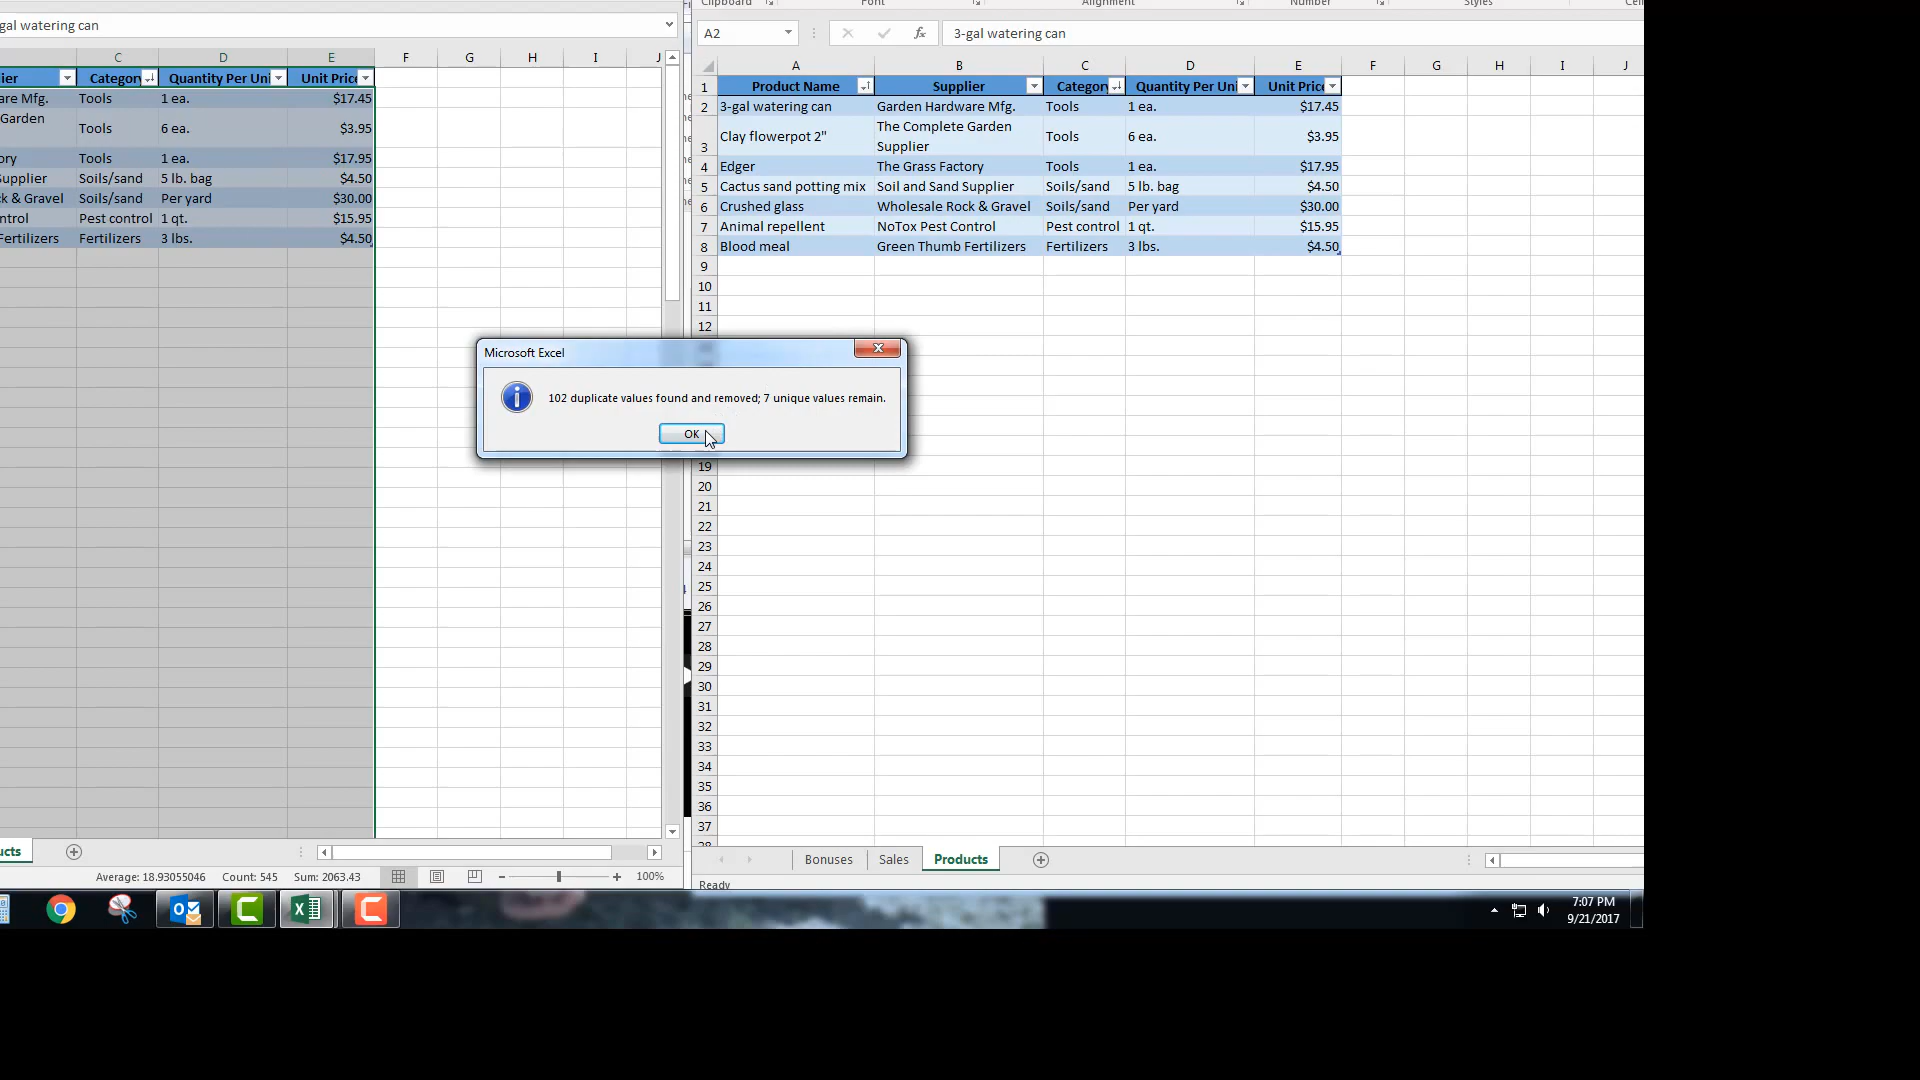 gal watering can
C D E F G H I J
ier Category Quantity Per Uni Unit Price
are Mfg. Tools 1 ea. $17.45
Garden
Tools 6 ea. $3.95
ory Tools 1 ea. $17.95
Supplier Soils/sand 5 lb. bag $4.50
k & Gravel Soils/sand Per yard $30.00
ntrol Pest control 1 qt. $15.95
Fertilizers Fertilizers 3 lbs. $4.50
ucts
Average: 18.93055046 Count: 545 Sum: 2063.43 100%
Clipboard Font Alignment Number Styles Cel
A2 fx 3-gal watering can
A B C D E F G H I J
1 Product Name Supplier Category Quantity Per Uni Unit Pric
2 3-gal watering can Garden Hardware Mfg. Tools 1 ea. $17.45
3 Clay flowerpot 2" The Complete Garden Tools 6 ea. $3.95
Supplier
4 Edger The Grass Factory Tools 1 ea. $17.95
5 Cactus sand potting mix Soil and Sand Supplier Soils/sand 5 lb. bag $4.50
6 Crushed glass Wholesale Rock & Gravel Soils/sand Per yard $30.00
7 Animal repellent NoTox Pest Control Pest control 1 qt. $15.95
8 Blood meal Green Thumb Fertilizers Fertilizers 3 lbs. $4.50
9
10
11
12
19
20
21
22
23
24
25
26
27
28
29
30
31
32
33
34
35
36
37
Bonuses Sales Products
Ready
Microsoft Excel
102 duplicate values found and removed; 7 unique values remain.
OK
7:07 PM
9/21/2017